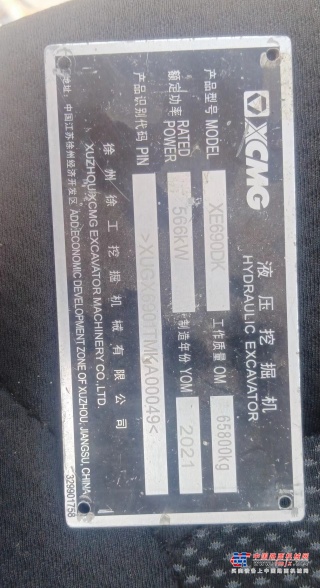 XCMG
液压挖掘机
HYDRAULIC EXCAVATOR
产品型号 MODEL XE690DK 工作质量 OM 65800kg
额定功率 RATED POWER 566kW 制造年份 YOM 2021
产品识别代码 PIN >XUGX690TTMKA00049<
徐州徐工挖掘机械有限公司
XUZHOU XCMG EXCAVATOR MACHINERY CO.,LTD.
地址：中国江苏徐州经济开发区 ADD:ECONOMIC DEVELOPMENT ZONE OF XUZHOU, JIANGSU, CHINA
329901758